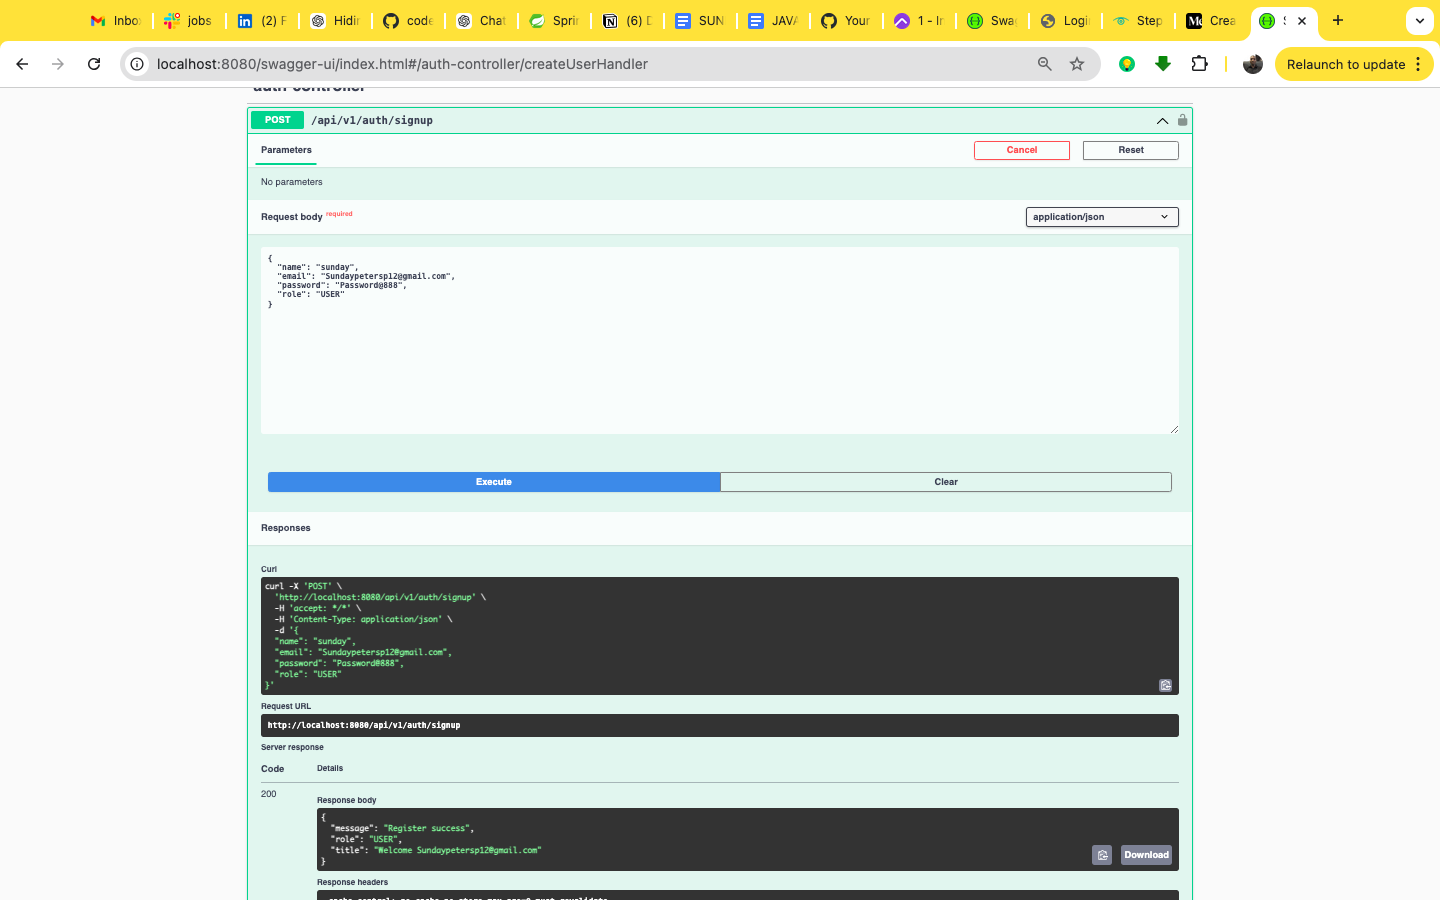 Inbo
jobs
(2) F
Hidir
code
Chat
Sprir
(6) D
SUN
JAVA
Your
1 - Ir
Swag
Login
Step
Crea
S
localhost:8080/swagger-ui/index.html#/auth-controller/createUserHandler
Relaunch to update
auth-controller
POST /api/v1/auth/signup
Parameters
Cancel
Reset
No parameters
Request body required
application/json
{
"name": "sunday",
"email": "Sundaypetersp12@gmail.com",
"password": "Password@888",
"role": "USER"
}
Execute
Clear
Responses
Curl
curl -X 'POST' \
'http://localhost:8080/api/v1/auth/signup' \
-H 'accept: */*' \
-H 'Content-Type: application/json' \
-d '{
"name": "sunday",
"email": "Sundaypetersp12@gmail.com",
"password": "Password@888",
"role": "USER"
}'
Request URL
http://localhost:8080/api/v1/auth/signup
Server response
Code Details
200
Response body
{
"message": "Register success",
"role": "USER",
"title": "Welcome Sundaypetersp12@gmail.com"
}
Download
Response headers